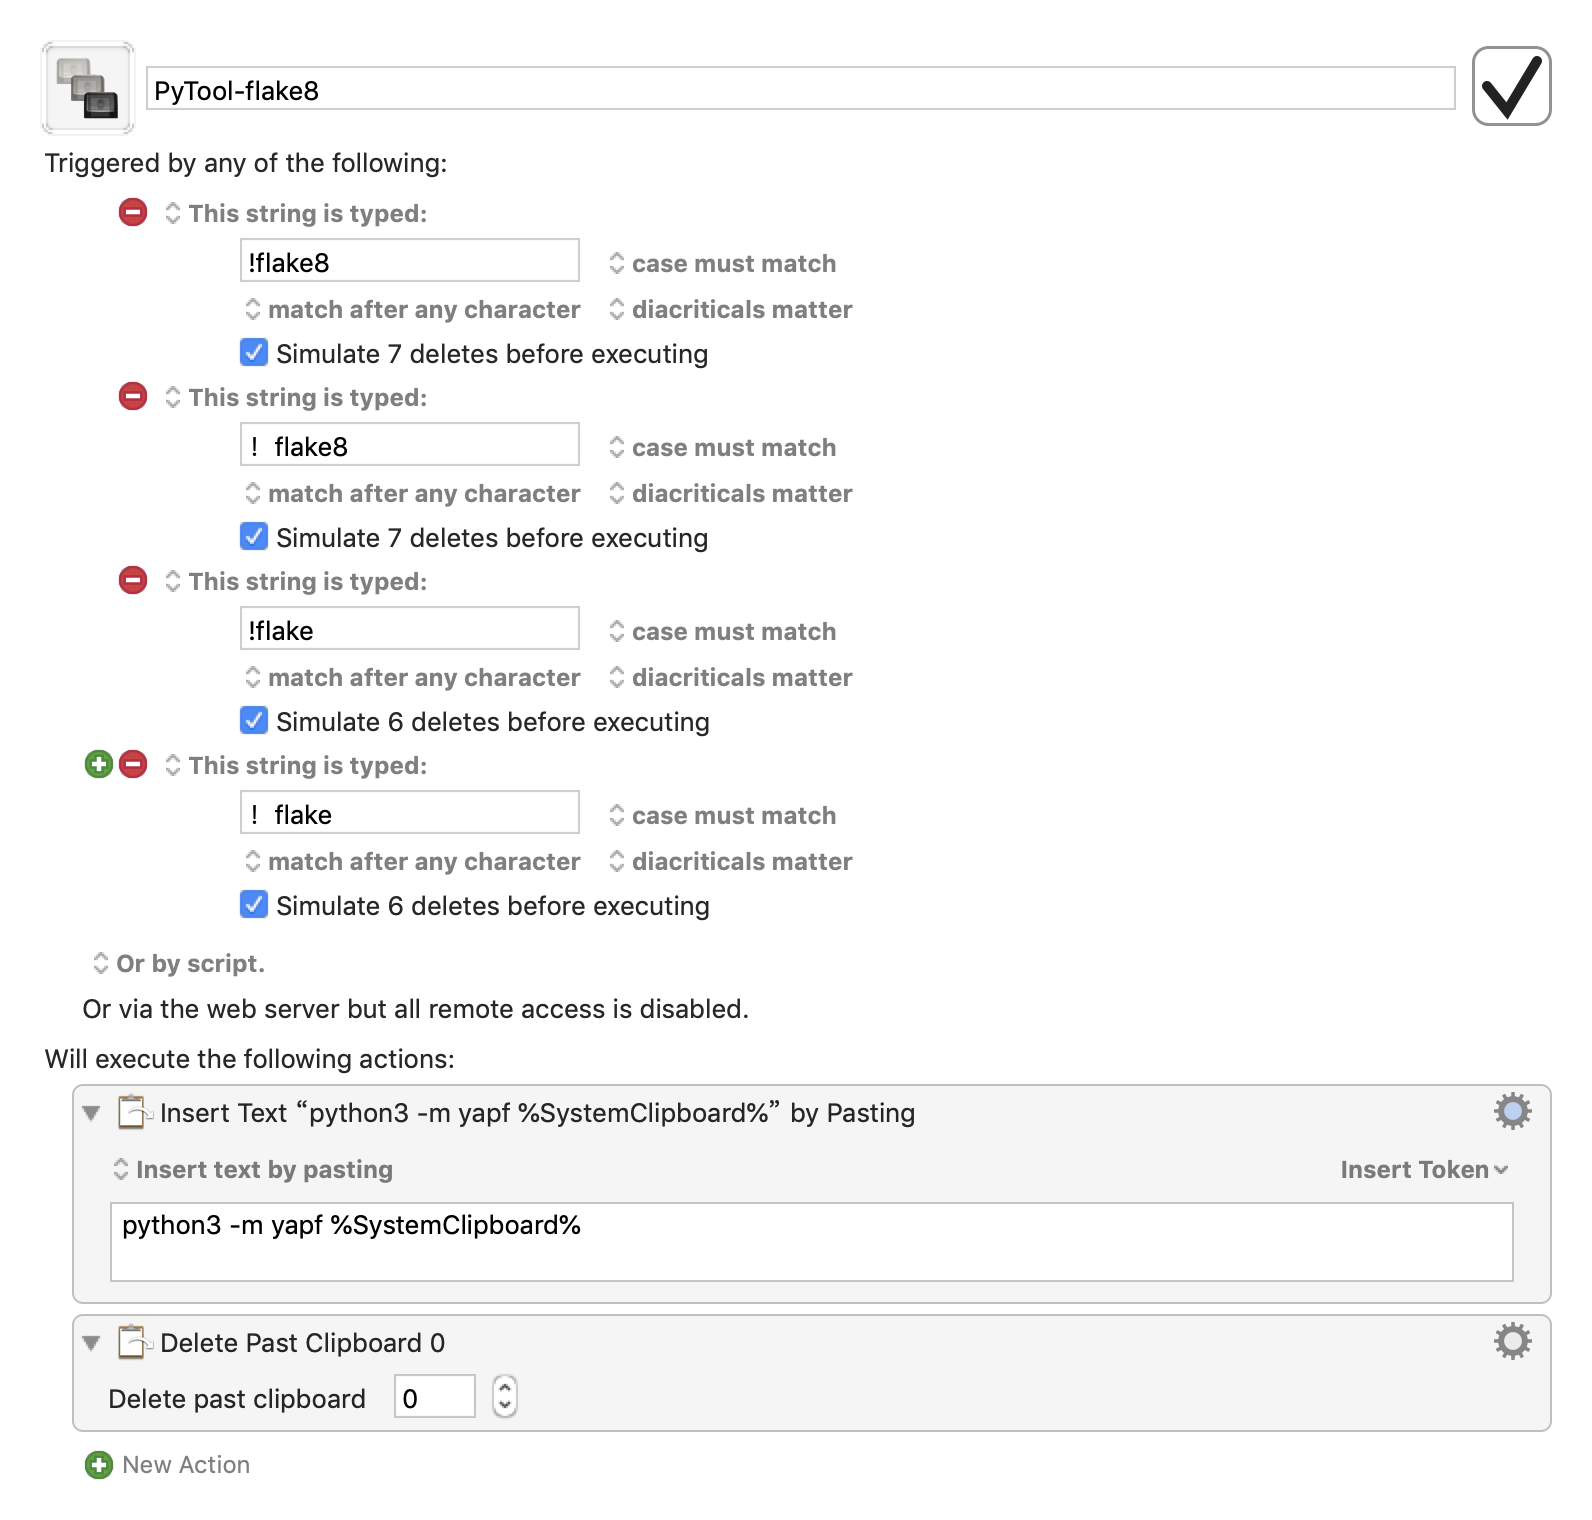 PyTool-flake8
Triggered by any of the following:
This string is typed:
!flake8 case must match
match after any character diacriticals matter
Simulate 7 deletes before executing
This string is typed:
！flake8 case must match
match after any character diacriticals matter
Simulate 7 deletes before executing
This string is typed:
!flake case must match
match after any character diacriticals matter
Simulate 6 deletes before executing
This string is typed:
！flake case must match
match after any character diacriticals matter
Simulate 6 deletes before executing
Or by script.
Or via the web server but all remote access is disabled.
Will execute the following actions:
Insert Text “python3 -m yapf %SystemClipboard%” by Pasting
Insert text by pasting Insert Token
python3 -m yapf %SystemClipboard%
Delete Past Clipboard 0
Delete past clipboard 0
New Action